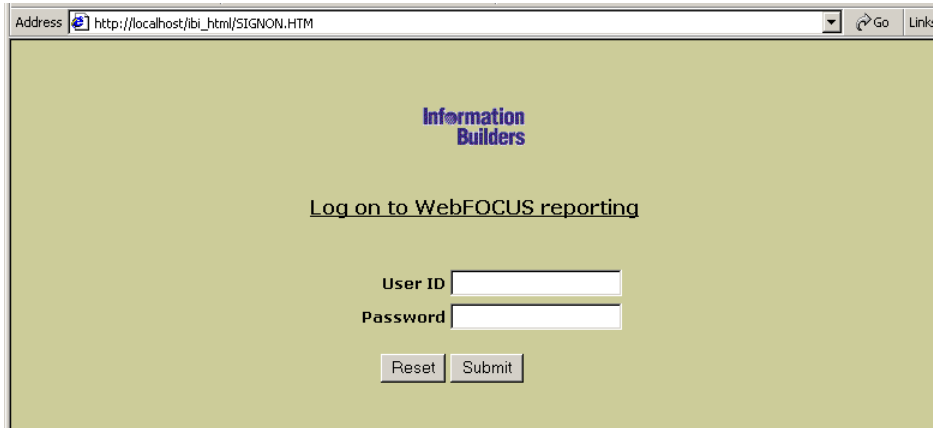 Address http://localhost/ibi_html/SIGNON.HTM Go Links
Information
Builders
Log on to WebFOCUS reporting
User ID
Password
Reset Submit